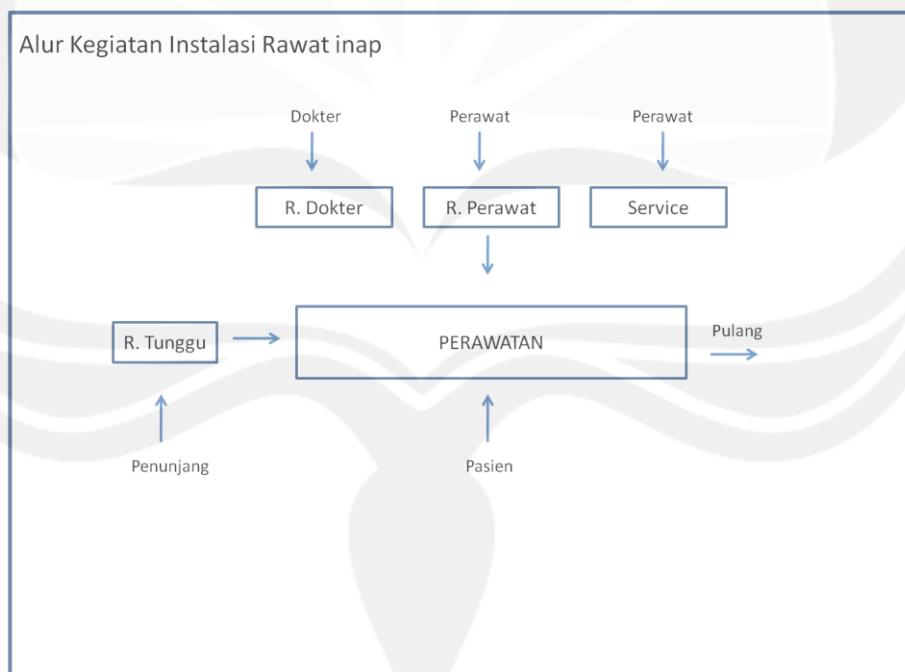 Alur Kegiatan Instalasi Rawat inap
Dokter
Perawat
Perawat
R. Dokter
R. Perawat
Service
R. Tunggu
PERAWATAN
Pulang
Penunjang
Pasien